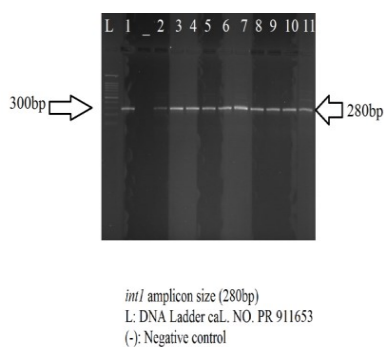 L 1 _ 2 3 4 5 6 7 8 9 10 11
300bp 280bp
int1 amplicon size (280bp)
L: DNA Ladder caL. NO. PR 911653
(-): Negative control